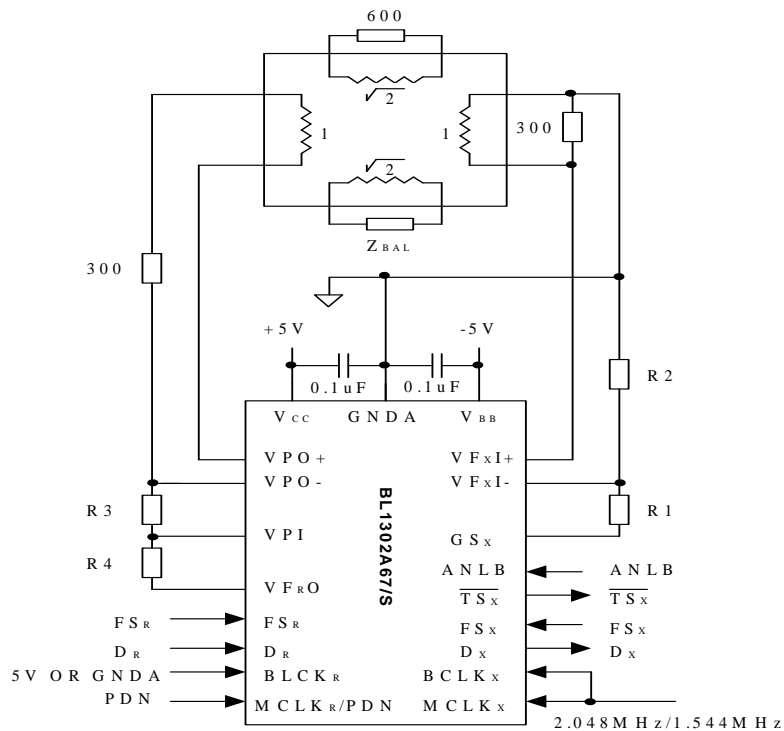 600
√2
1
1
300
√2
Z BAL
300
+5V
-5V
0.1uF
0.1uF
R2
VCC
GNDA
VBB
VPO+
VFXI+
VPO-
VFXI-
R3
R1
VPI
GSX
R4
ANLB
ANLB
VFRO
TSX
TSX
BL1302A67/S
FSR
FSR
FSX
FSX
DR
DR
DX
DX
5V OR GNDA
BLCKR
BCLKX
PDN
MCLKR/PDN
MCLKX
2.048MHz/1.544MHz